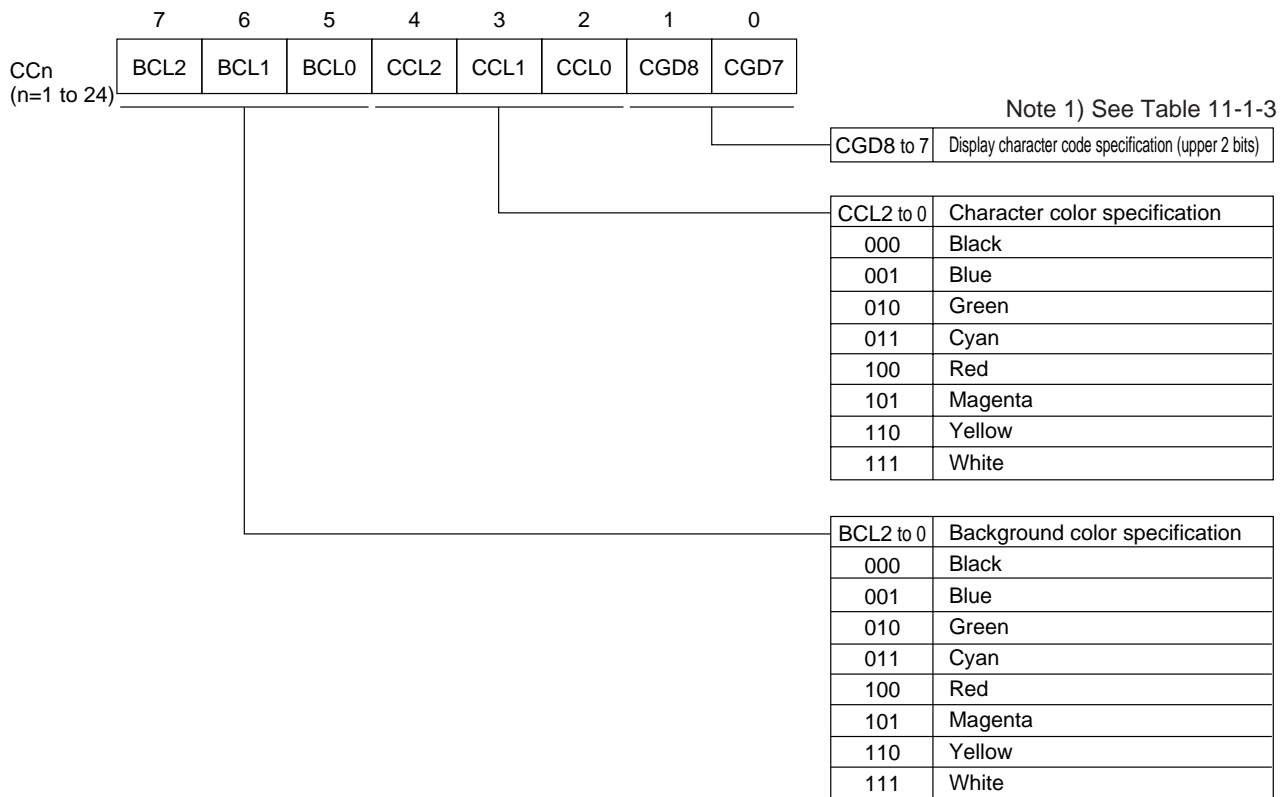 7 6 5 4 3 2 1 0
CCn
(n=1 to 24)
BCL2 BCL1 BCL0 CCL2 CCL1 CCL0 CGD8 CGD7
Note 1) See Table 11-1-3
CGD8 to 7 Display character code specification (upper 2 bits)
CCL2 to 0 Character color specification
000 Black
001 Blue
010 Green
011 Cyan
100 Red
101 Magenta
110 Yellow
111 White
BCL2 to 0 Background color specification
000 Black
001 Blue
010 Green
011 Cyan
100 Red
101 Magenta
110 Yellow
111 White